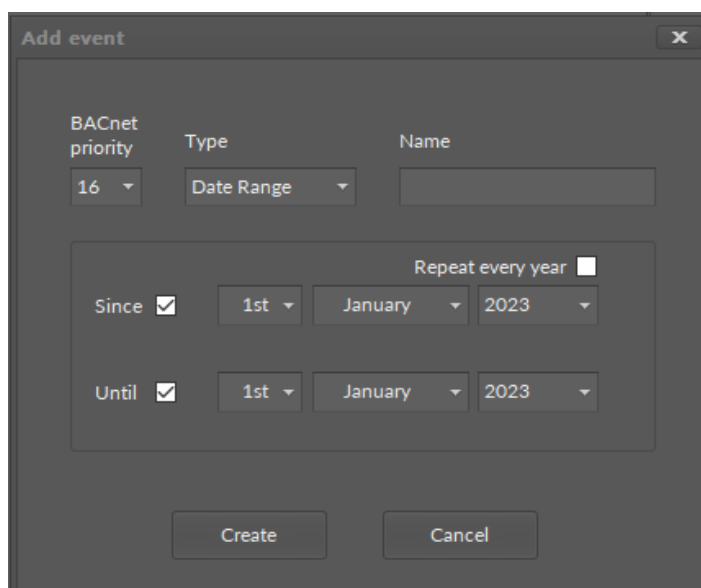 Add event
x
BACnet
priority
Type
Name
16
Date Range
Repeat every year
Since
1st
January
2023
Until
1st
January
2023
Create
Cancel